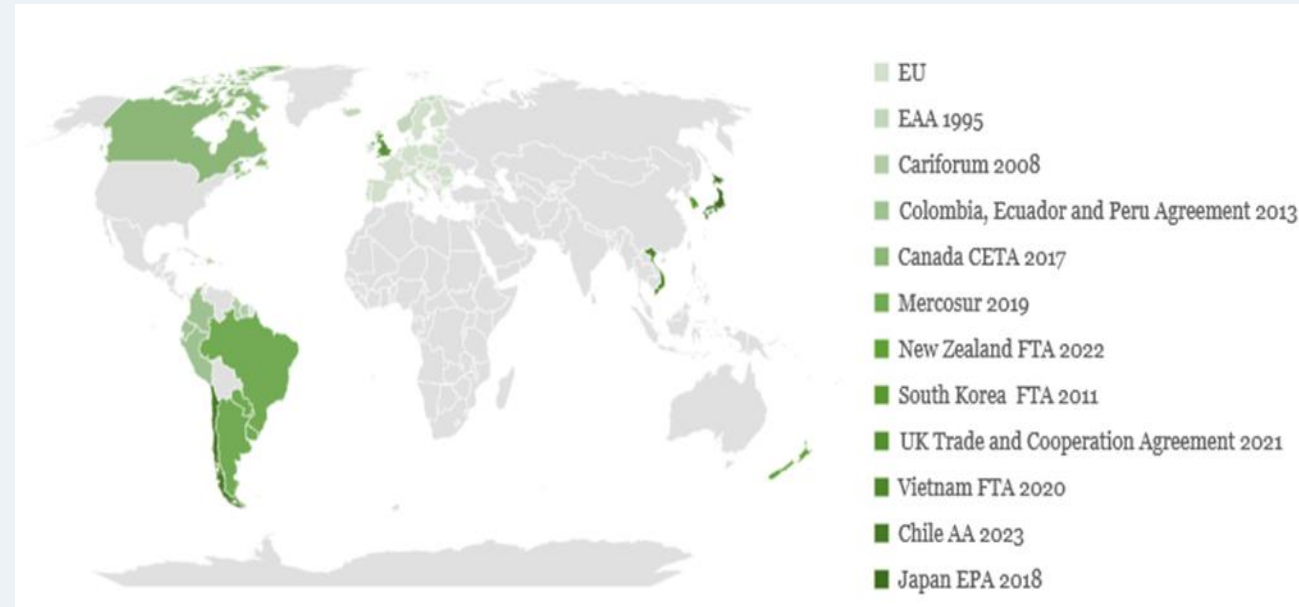 EU
EAA 1995
Cariforum 2008
Colombia, Ecuador and Peru Agreement 2013
Canada CETA 2017
Mercosur 2019
New Zealand FTA 2022
South Korea FTA 2011
UK Trade and Cooperation Agreement 2021
Vietnam FTA 2020
Chile AA 2023
Japan EPA 2018